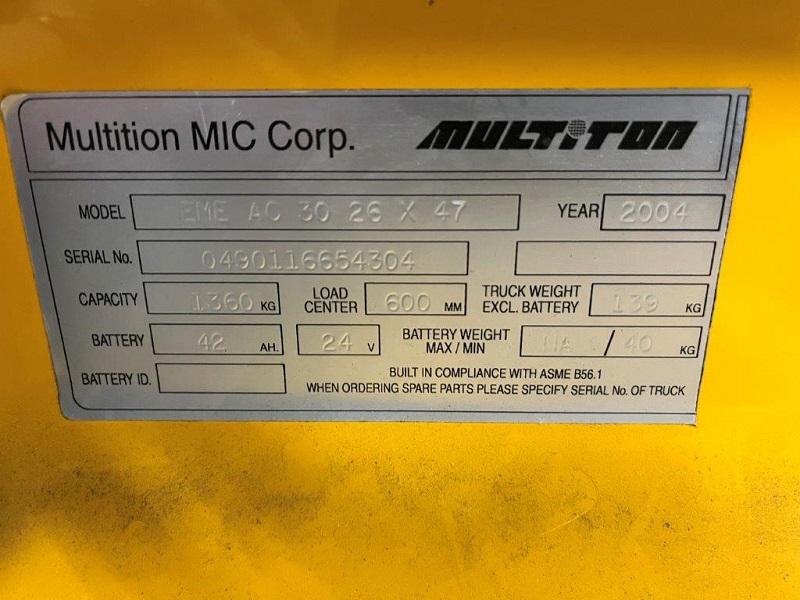 Multition MIC Corp. MULTiTON
MODEL EME AC 30 26 X 47 YEAR 2004
SERIAL No. 0490116654304
CAPACITY 1360 KG LOAD CENTER 600 MM TRUCK WEIGHT EXCL. BATTERY 139 KG
BATTERY 42 AH. 24 V BATTERY WEIGHT MAX / MIN NA / 40 KG
BATTERY ID. BUILT IN COMPLIANCE WITH ASME B56.1
WHEN ORDERING SPARE PARTS PLEASE SPECIFY SERIAL No. OF TRUCK